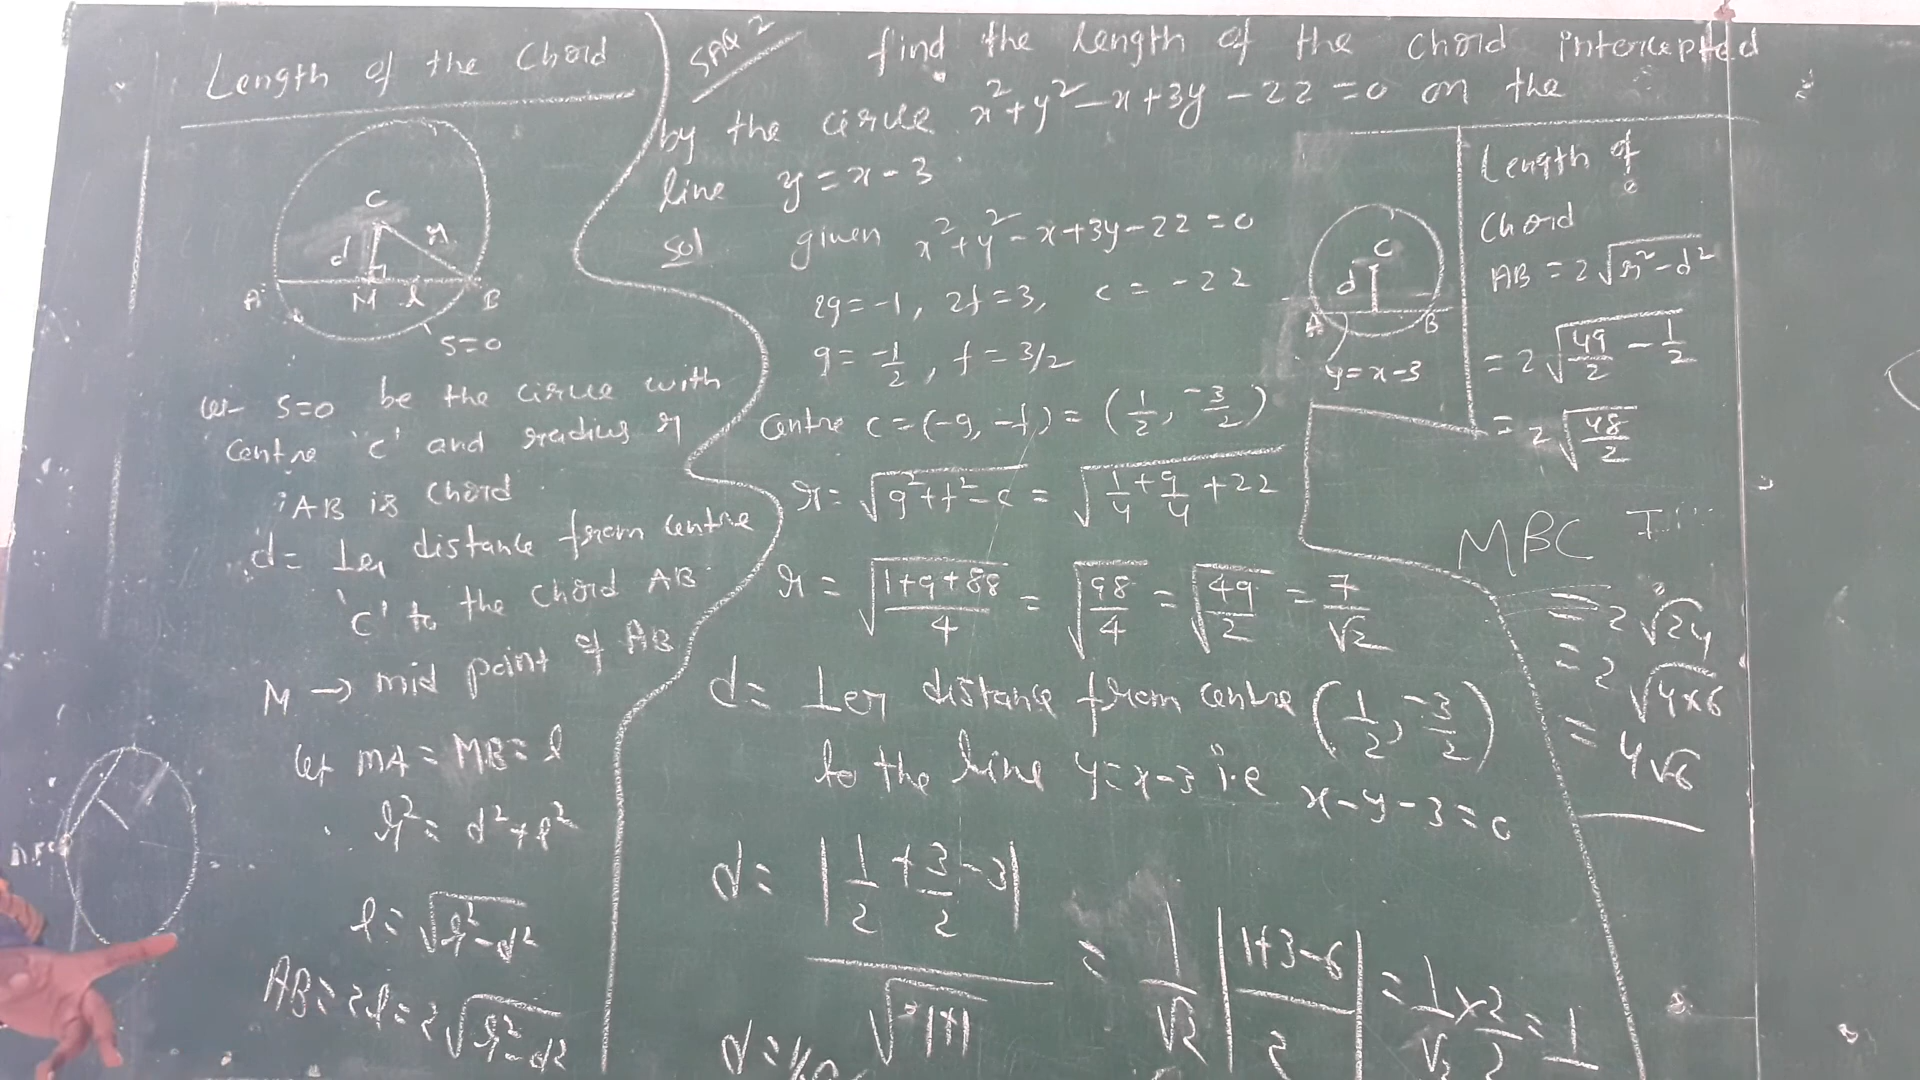 Length of the Chord
C
d
r
A
M
l
B
S=0
let S=0 be the circle with
centre 'c' and radius r
AB is chord
d = ⊥er distance from centre
'c' to the chord AB
M → mid point of AB
let MA = MB = l
r² = d² + l²
l = √(r²-d²)
AB = 2l = 2√(r²-d²)
SAQ 2
find the length of the chord intercepted
by the circle x²+y²-x+3y-22=0 on the
line y=x-3
sol given x²+y²-x+3y-22=0
2g=-1, 2f=3, c=-22
g=-1/2, f=3/2
centre c=(-g,-f)=(1/2, -3/2)
r=√(g²+f²-c) = √(1/4+9/4+22)
r = √((1+9+88)/4) = √(98/4) = √(49/2) = 7/√2
d= ⊥er distance from centre (1/2, -3/2)
to the line y=x-3 i.e x-y-3=0
d= |1/2+3/2-3| / √(1+1) = 1/√2 |(1+3-6)/2| = 1/√2 × 2/2 = 1
C
d
A
B
y=x-3
Length of
Chord
AB = 2√(r²-d²)
= 2√(49/2 - 1/2)
= 2√(48/2)
MBC
= 2√24
= 2√(4×6)
= 4√6